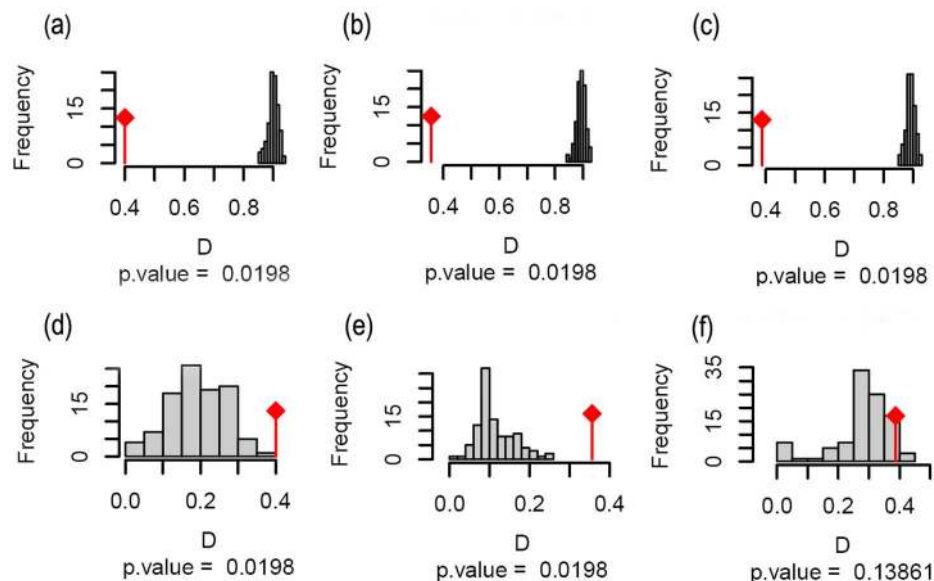 (a)
Frequency
0 15
0.4 0.6 0.8
D
p.value = 0.0198
(b)
Frequency
0 15
0.4 0.6 0.8
D
p.value = 0.0198
(c)
Frequency
0 15
0.4 0.6 0.8
D
p.value = 0.0198
(d)
Frequency
0 15
0.0 0.2 0.4
D
p.value = 0.0198
(e)
Frequency
0 15
0.0 0.2 0.4
D
p.value = 0.0198
(f)
Frequency
0 15 35
0.0 0.2 0.4
D
p.value = 0.13861